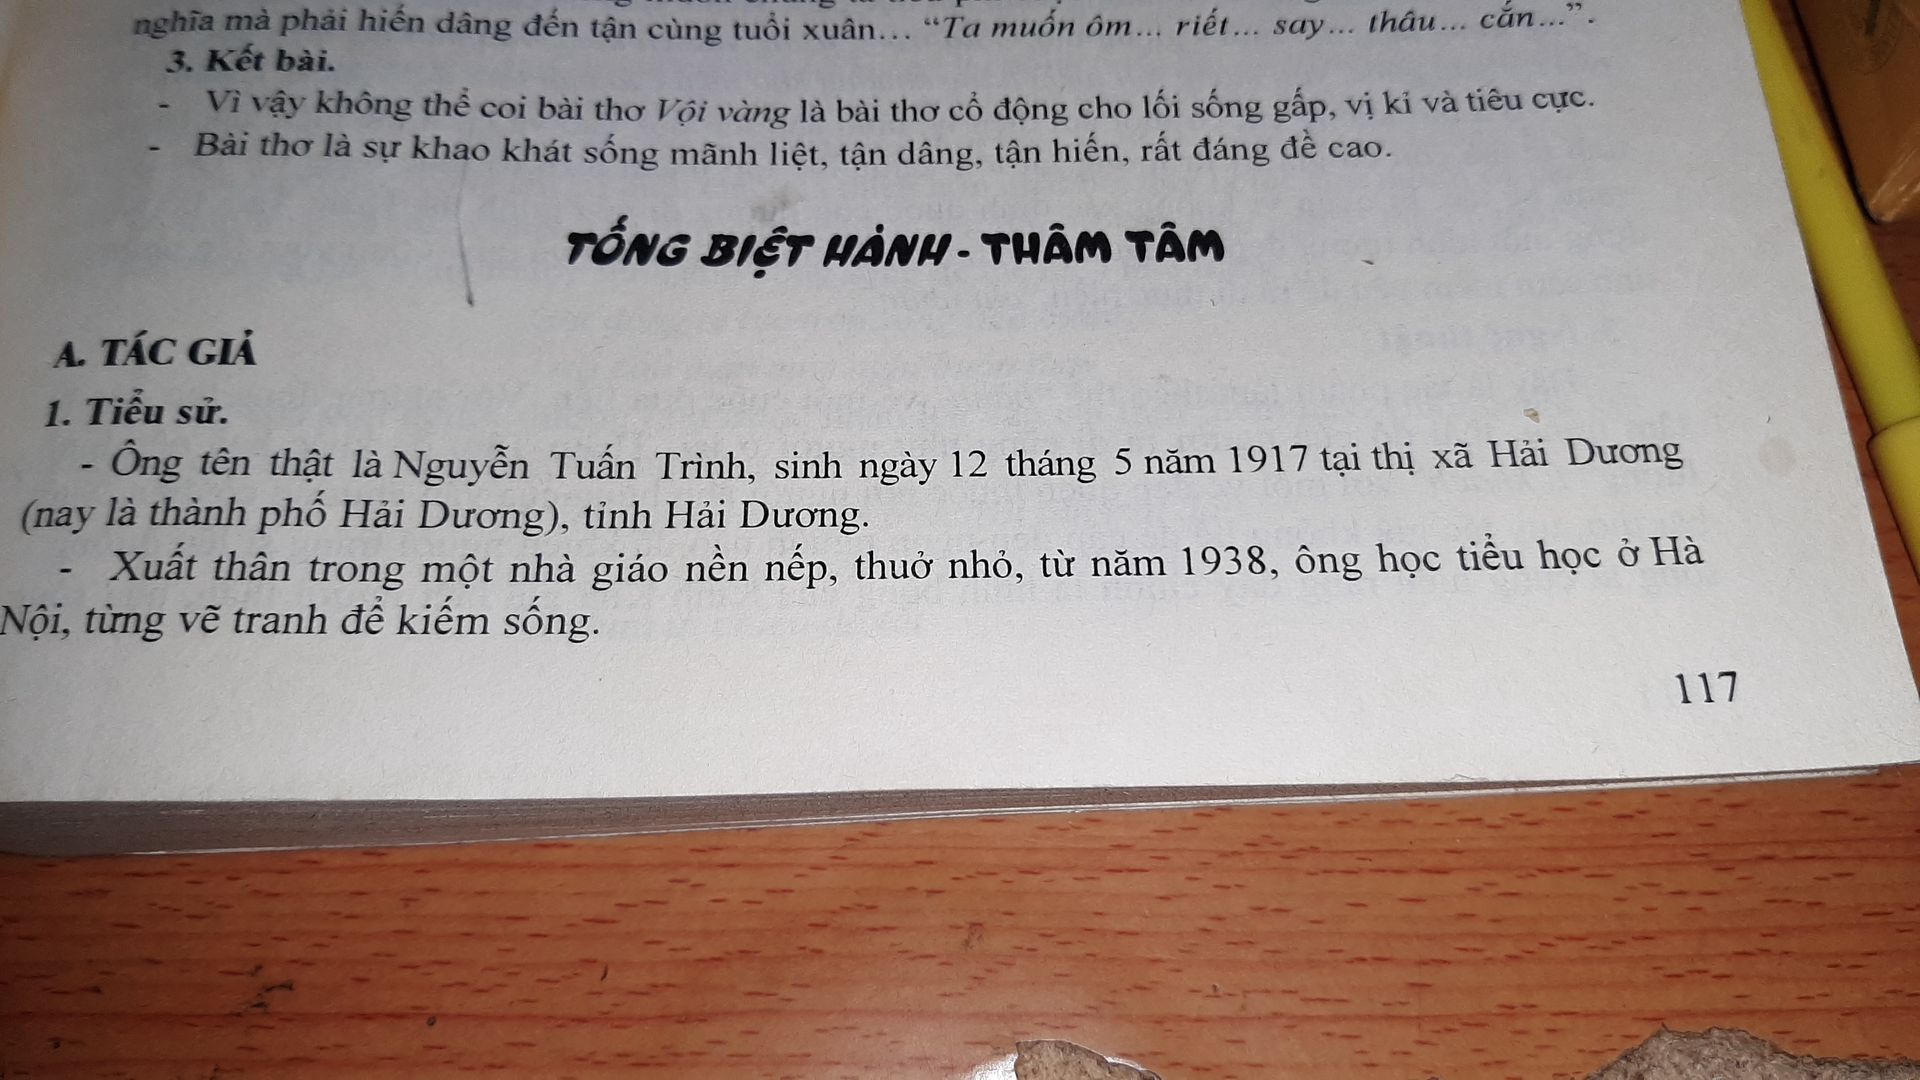 nghĩa mà phải hiến dâng đến tận cùng tuổi xuân... “Ta muốn ôm... riết... say... thâu... cắn...”.
3. Kết bài.
- Vì vậy không thể coi bài thơ Vội vàng là bài thơ cổ động cho lối sống gấp, vị kỉ và tiêu cực.
- Bài thơ là sự khao khát sống mãnh liệt, tận dâng, tận hiến, rất đáng đề cao.
TỐNG BIỆT HÀNH - THÂM TÂM
A. TÁC GIẢ
1. Tiểu sử.
- Ông tên thật là Nguyễn Tuấn Trình, sinh ngày 12 tháng 5 năm 1917 tại thị xã Hải Dương
(nay là thành phố Hải Dương), tỉnh Hải Dương.
- Xuất thân trong một nhà giáo nền nếp, thuở nhỏ, từ năm 1938, ông học tiểu học ở Hà
Nội, từng vẽ tranh để kiếm sống.
117